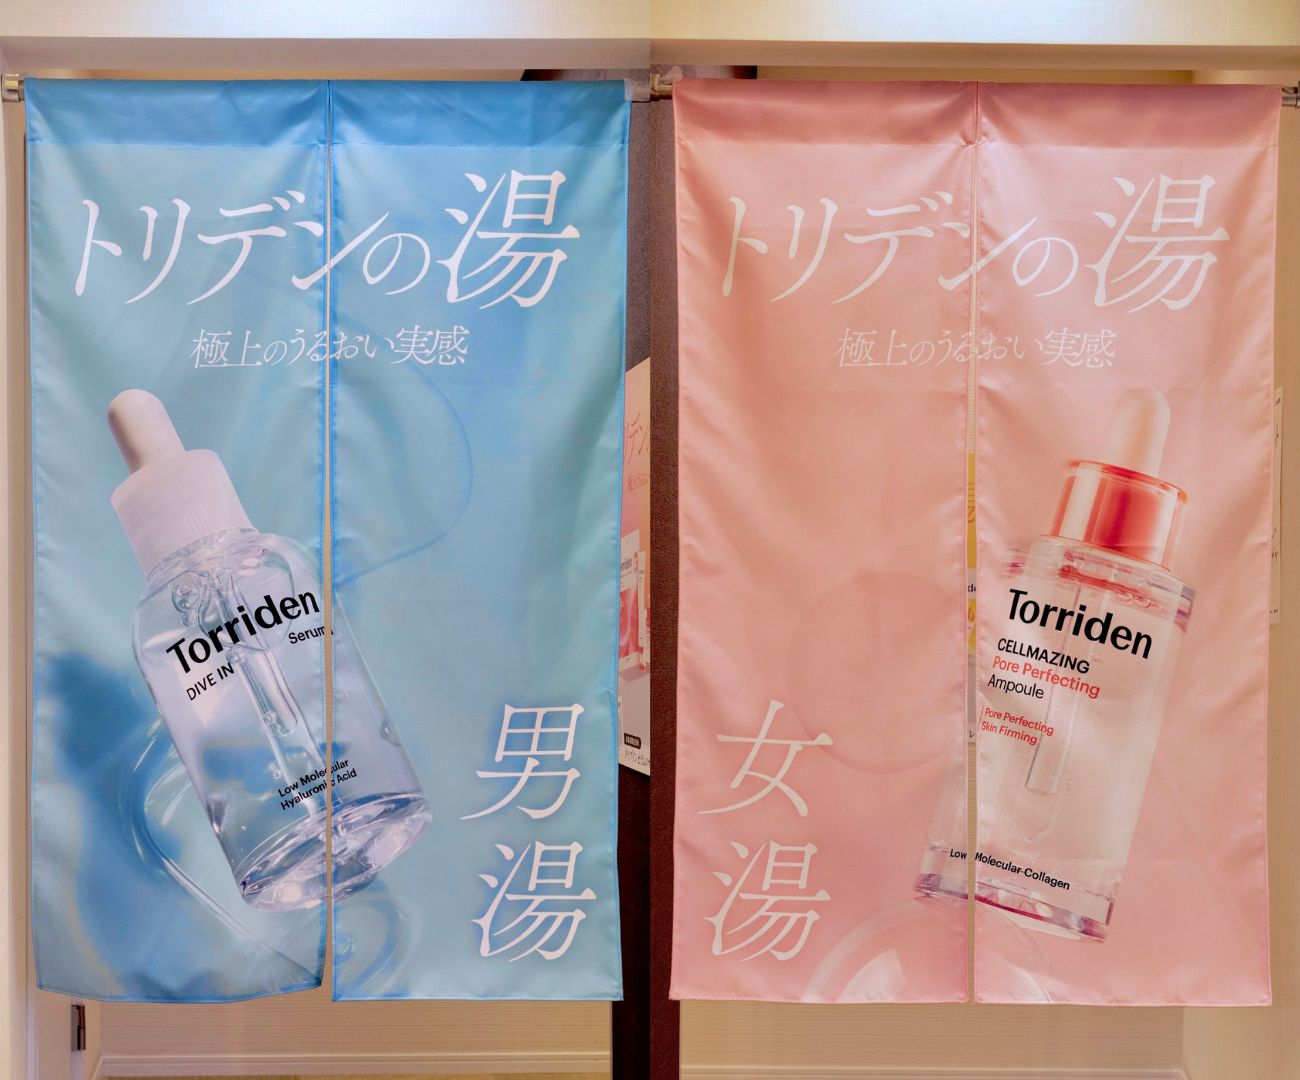 トリデンの湯
極上のうるおい実感
Torriden
DIVE IN Serum
Low Molecular
Hyaluronic Acid
男湯
トリデンの湯
極上のうるおい実感
Torriden
CELLMAZING
Pore Perfecting
Ampoule
Pore Perfecting
Skin Firming
Low Molecular Collagen
女湯